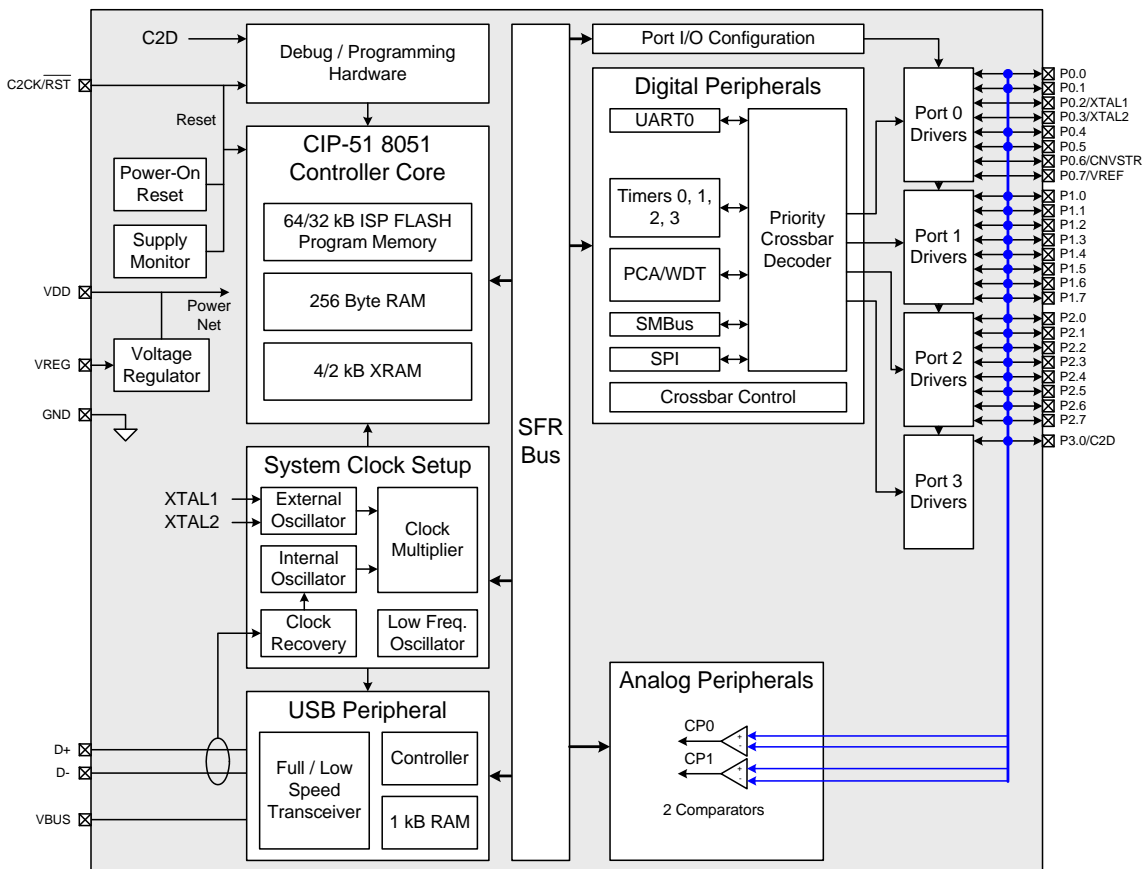 C2D
C2CK/RST
Reset
Power-On
Reset
Supply
Monitor
VDD
Power
Net
VREG
Voltage
Regulator
GND
Debug / Programming
Hardware
CIP-51 8051
Controller Core
64/32 kB ISP FLASH
Program Memory
256 Byte RAM
4/2 kB XRAM
System Clock Setup
XTAL1
XTAL2
External
Oscillator
Internal
Oscillator
Clock
Recovery
Clock
Multiplier
Low Freq.
Oscillator
USB Peripheral
D+
D-
VBUS
Full / Low
Speed
Transceiver
Controller
1 kB RAM
SFR
Bus
Port I/O Configuration
Digital Peripherals
UART0
Timers 0, 1,
2, 3
PCA/WDT
SMBus
SPI
Priority
Crossbar
Decoder
Crossbar Control
Port 0
Drivers
Port 1
Drivers
Port 2
Drivers
Port 3
Drivers
P0.0
P0.1
P0.2/XTAL1
P0.3/XTAL2
P0.4
P0.5
P0.6/CNVSTR
P0.7/VREF
P1.0
P1.1
P1.2
P1.3
P1.4
P1.5
P1.6
P1.7
P2.0
P2.1
P2.2
P2.3
P2.4
P2.5
P2.6
P2.7
P3.0/C2D
Analog Peripherals
CP0
+
-
CP1
+
-
2 Comparators